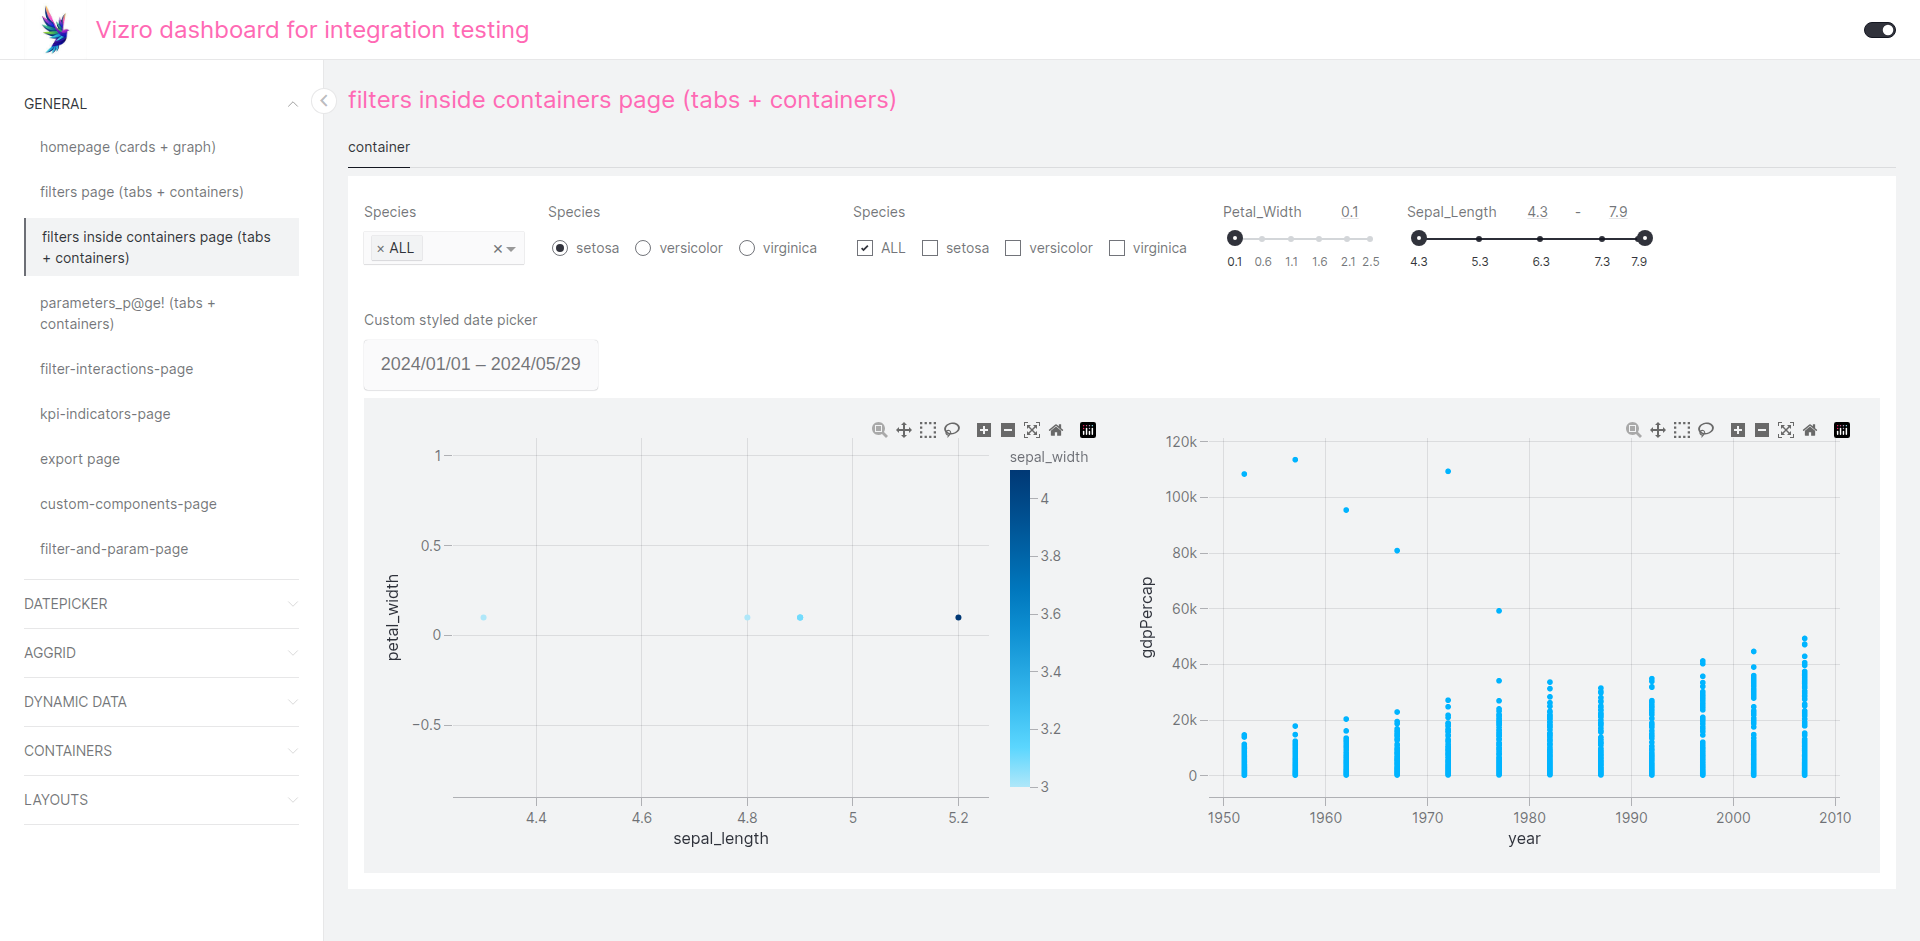 Vizro dashboard for integration testing
GENERAL
homepage (cards + graph)
filters page (tabs + containers)
filters inside containers page (tabs
+ containers)
parameters_p@ge! (tabs +
containers)
filter-interactions-page
kpi-indicators-page
export page
custom-components-page
filter-and-param-page
DATEPICKER
AGGRID
DYNAMIC DATA
CONTAINERS
LAYOUTS
filters inside containers page (tabs + containers)
container
Species
× ALL
Species
setosa versicolor virginica
Species
ALL setosa versicolor virginica
Petal_Width 0.1
0.1 0.6 1.1 1.6 2.1 2.5
Sepal_Length 4.3 - 7.9
4.3 5.3 6.3 7.3 7.9
Custom styled date picker
2024/01/01 – 2024/05/29
petal_width
1
0.5
0
−0.5
4.4 4.6 4.8 5 5.2
sepal_length
sepal_width
4
3.8
3.6
3.4
3.2
3
gdpPercap
120k
100k
80k
60k
40k
20k
0
1950 1960 1970 1980 1990 2000 2010
year